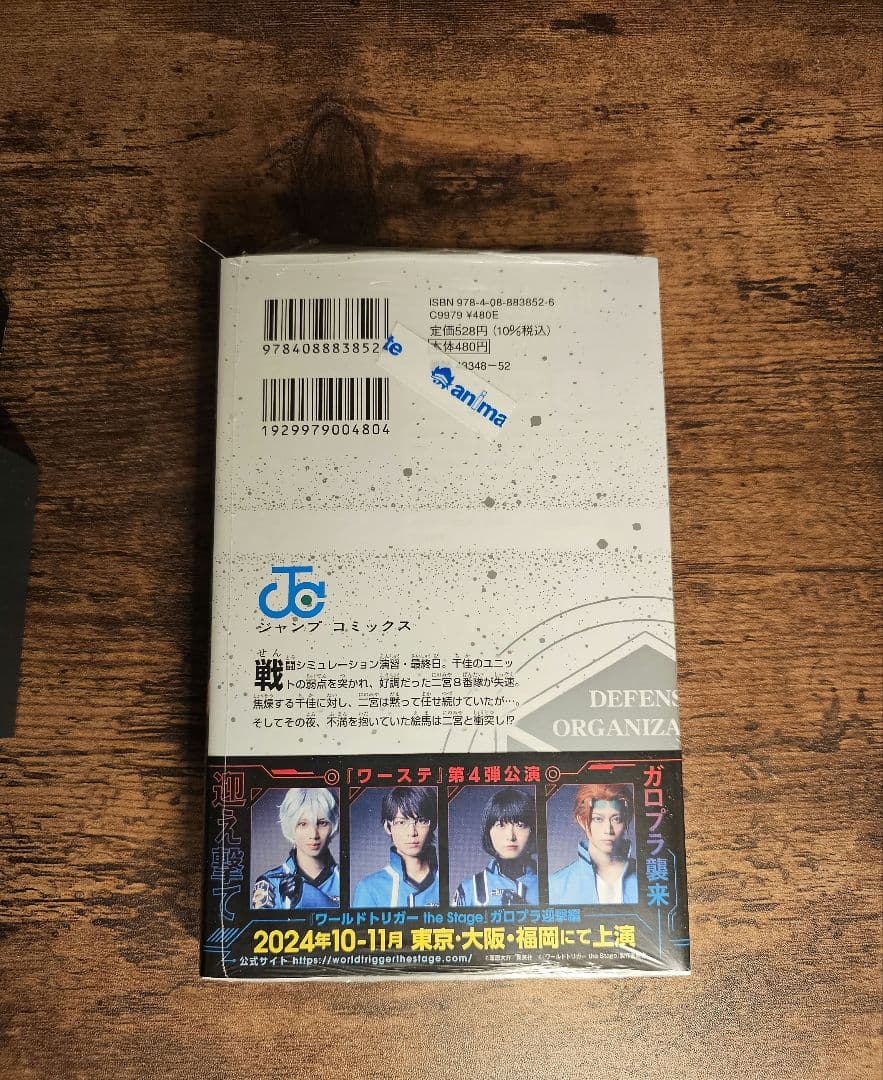 ISBN 978-4-08-883852-6
C9979 ¥480E
定価528円(10%税込)
本体480円
3348-52
978408883852
1929979004804
te
anima
ジャンプ コミックス
戦闘シミュレーション演習・最終日。千佳のユニッ
トの弱点を突かれ、好調だった二宮8番隊が失速。
焦燥する千佳に対し、二宮は黙って任せ続けていたが…。
そしてその夜、不満を抱いていた絵馬は二宮と衝突し!?
DEFENS
ORGANIZA
『ワーステ』第4弾公演
迎え撃て
ガロプラ襲来
『ワールドトリガー the Stage』ガロプラ迎撃編
2024年10-11月 東京・大阪・福岡にて上演
公式サイト https://worldtriggerthestage.com/